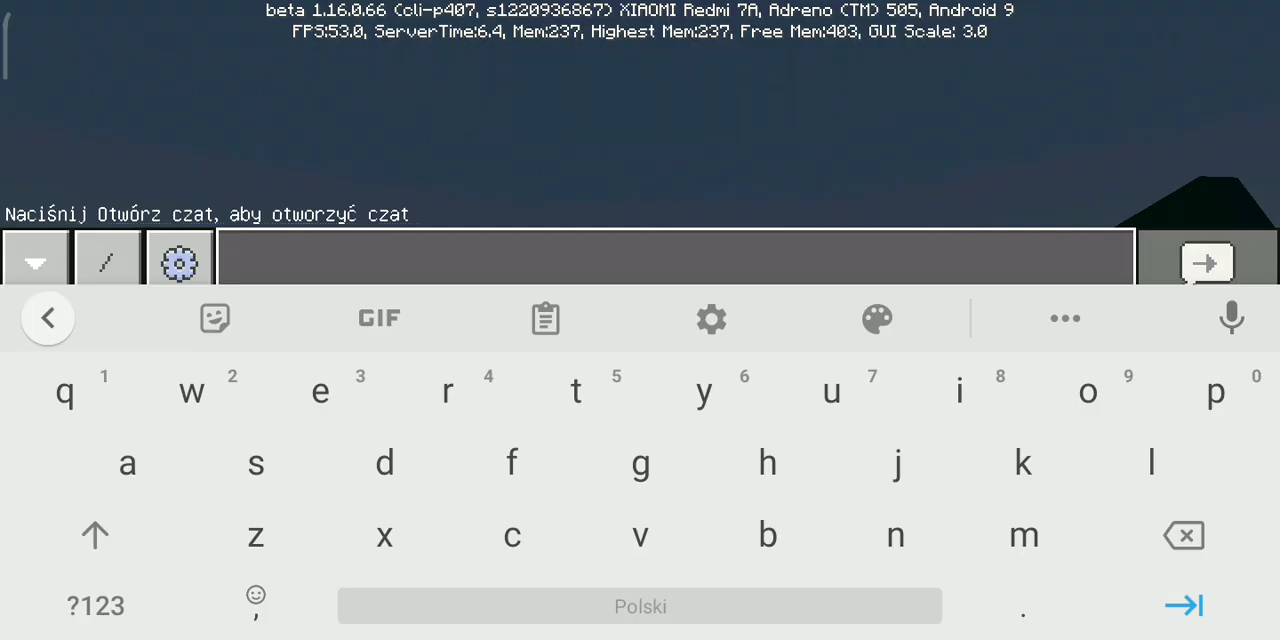 beta 1.16.0.66 (cli-p407, s1220936867) XIAOMI Redmi 7A, Adreno (TM) 505, Android 9
FPS:53.0, ServerTime:6.4, Mem:237, Highest Mem:237, Free Mem:403, GUI Scale: 3.0
Naciśnij Otwórz czat, aby otworzyć czat
/
GIF
q 1 w 2 e 3 r 4 t 5 y 6 u 7 i 8 o 9 p 0
a s d f g h j k l
z x c v b n m
?123 , Polski .